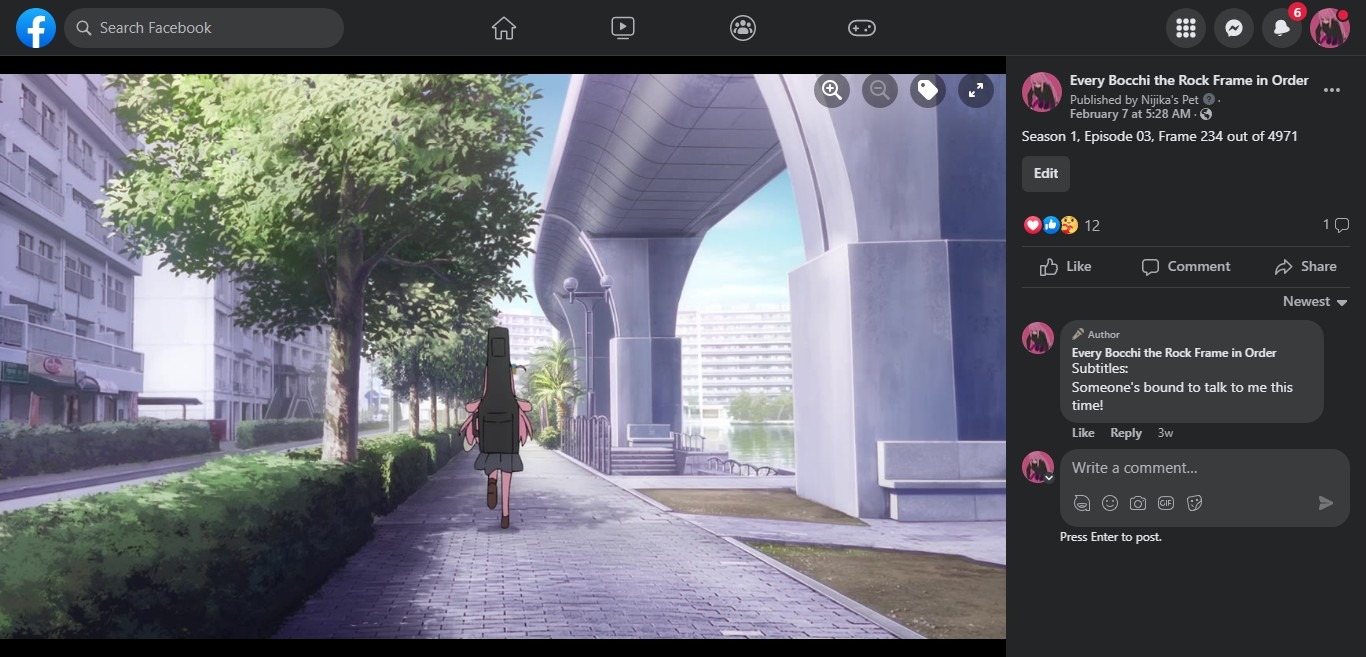 Search Facebook
6
Every Bocchi the Rock Frame in Order
Published by Nijika's Pet ·
February 7 at 5:28 AM ·
Season 1, Episode 03, Frame 234 out of 4971
Edit
12
1
Like
Comment
Share
Newest
Author
Every Bocchi the Rock Frame in Order
Subtitles:
Someone's bound to talk to me this
time!
Like Reply 3w
Write a comment...
GIF
Press Enter to post.